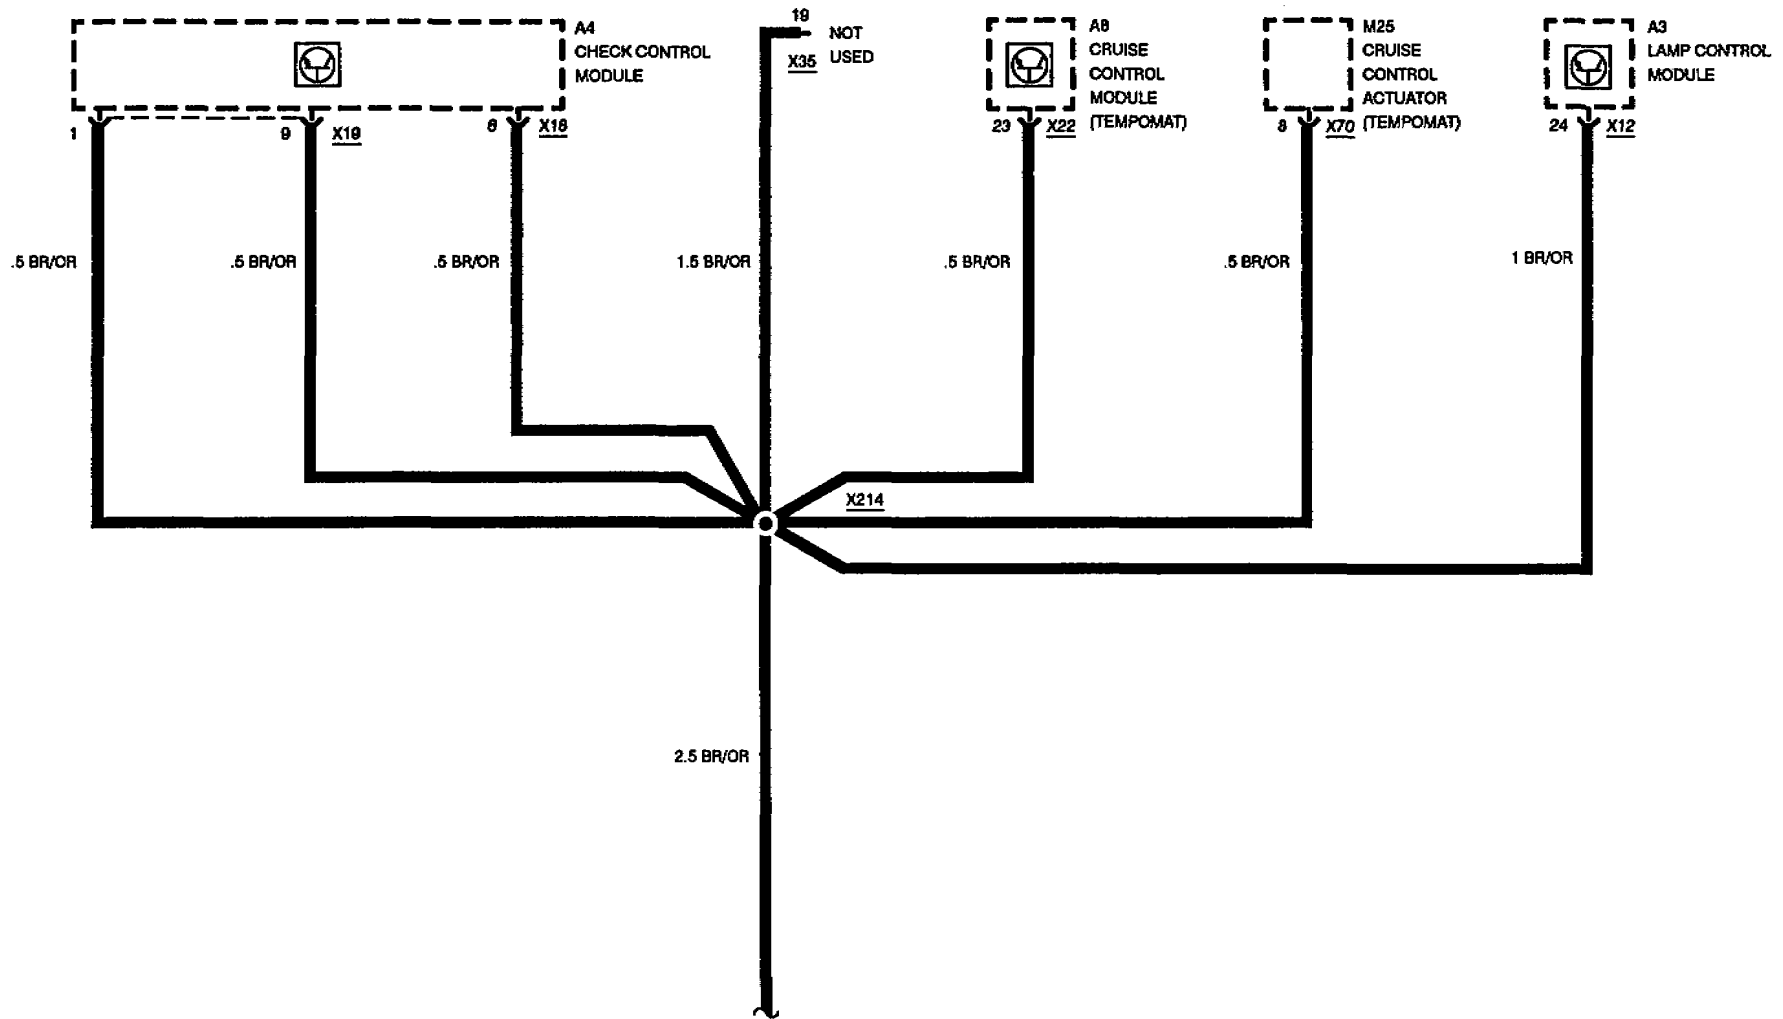 A4
CHECK CONTROL
MODULE
19
NOT
USED
X35
A8
CRUISE
CONTROL
MODULE
(TEMPOMAT)
M25
CRUISE
CONTROL
ACTUATOR
(TEMPOMAT)
A3
LAMP CONTROL
MODULE
1
9
X19
6
X18
23
X22
8
X70
24
X12
.5 BR/OR
.5 BR/OR
.5 BR/OR
1.5 BR/OR
.5 BR/OR
.5 BR/OR
1 BR/OR
X214
2.5 BR/OR